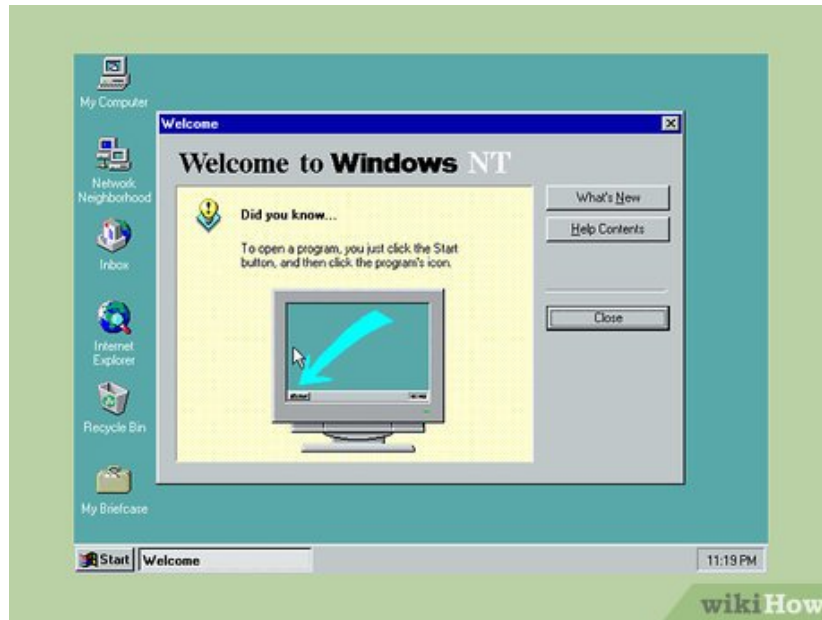 My Computer
Welcome
Welcome to Windows NT
Network
Neighborhood
What's New
Did you know...
Help Contents
To open a program, you just click the Start
button, and then click the program's icon.
Inbox
Close
Internet
Explorer
Recycle Bin
My Briefcase
Start
Welcome
11:19 PM
wikiHow